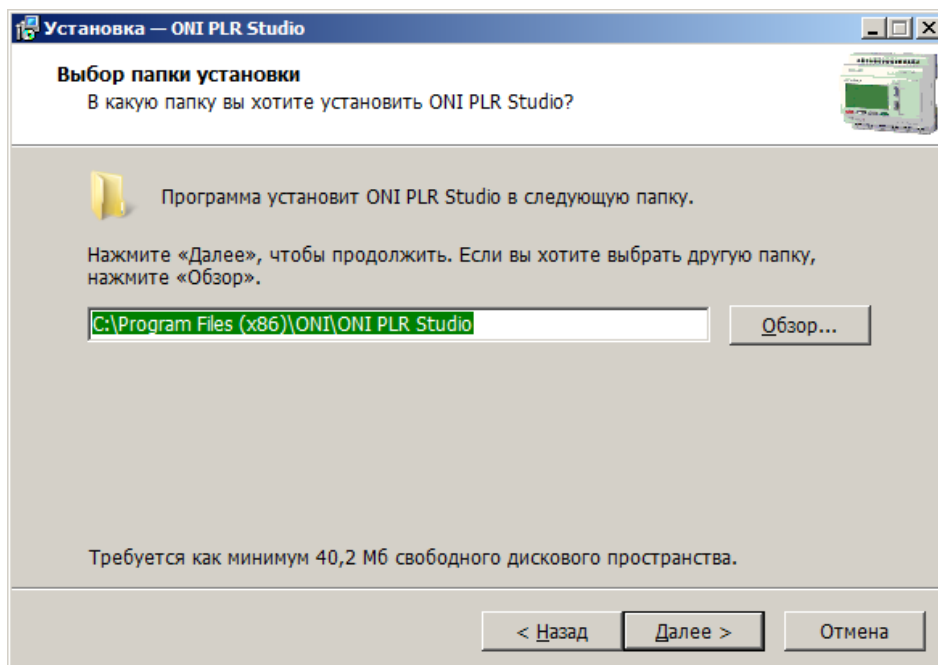 Установка — ONI PLR Studio
Выбор папки установки
В какую папку вы хотите установить ONI PLR Studio?
Программа установит ONI PLR Studio в следующую папку.
Нажмите «Далее», чтобы продолжить. Если вы хотите выбрать другую папку,
нажмите «Обзор».
C:\Program Files (x86)\ONI\ONI PLR Studio
Обзор...
Требуется как минимум 40,2 Мб свободного дискового пространства.
< Назад
Далее >
Отмена